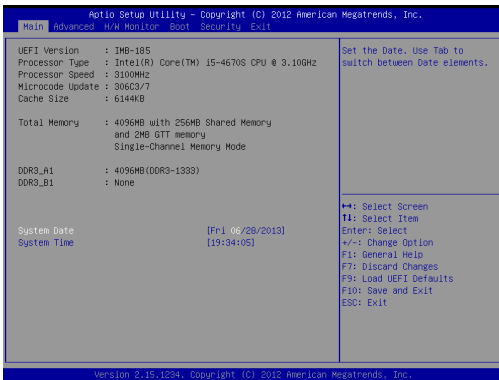 Aptio Setup Utility – Copyright (C) 2012 American Megatrends, Inc.
Main Advanced H/W Monitor Boot Security Exit
UEFI Version : IMB-185
Processor Type : Intel(R) Core(TM) i5-4670S CPU @ 3.10GHz
Processor Speed : 3100MHz
Microcode Update : 306C3/7
Cache Size : 6144KB
Total Memory : 4096MB with 256MB Shared Memory
and 2MB GTT memory
Single-Channel Memory Mode
DDR3_A1 : 4096MB(DDR3-1333)
DDR3_B1 : None
System Date [Fri 06/28/2013]
System Time [19:34:05]
Set the Date. Use Tab to
switch between Date elements.
↔: Select Screen
↑↓: Select Item
Enter: Select
+/-: Change Option
F1: General Help
F7: Discard Changes
F9: Load UEFI Defaults
F10: Save and Exit
ESC: Exit
Version 2.15.1234. Copyright (C) 2012 American Megatrends, Inc.